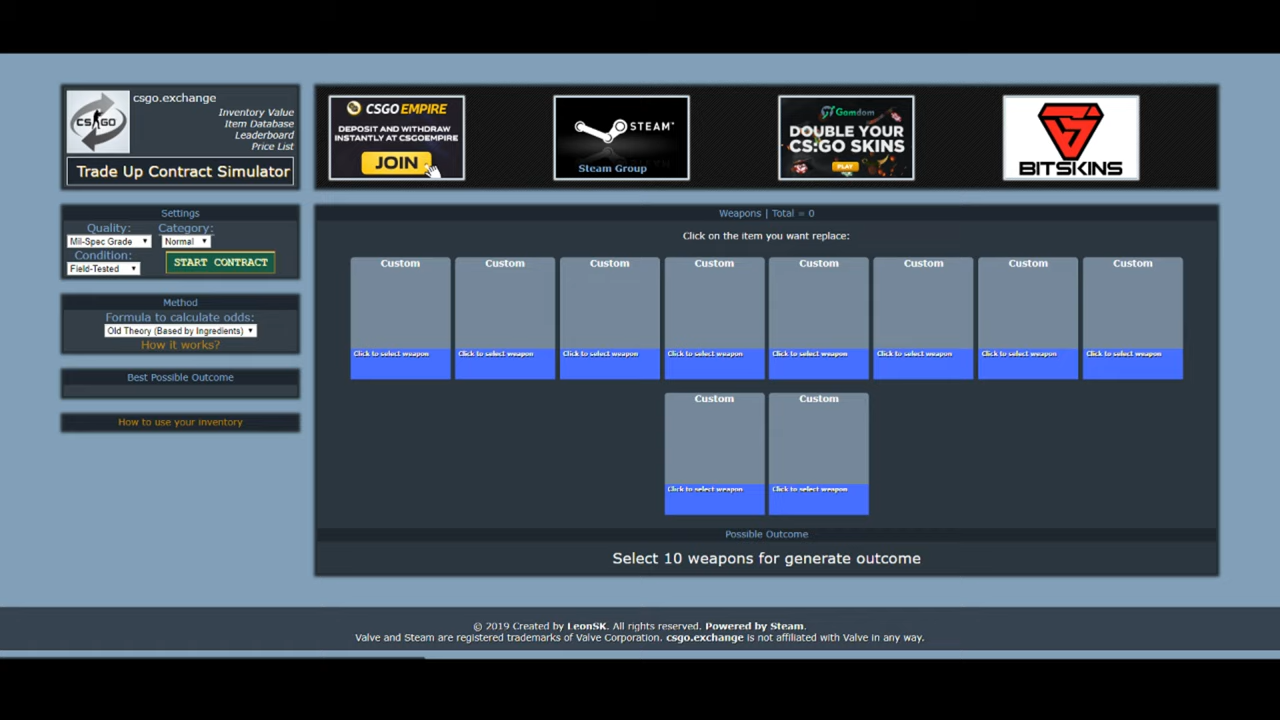 csgo.exchange
Inventory Value
Item Database
Leaderboard
Price List
CS GO
Trade Up Contract Simulator
CSGO EMPIRE
DEPOSIT AND WITHDRAW
INSTANTLY AT CSGOEMPIRE
JOIN
STEAM™
Steam Group
Gamdom
DOUBLE YOUR
CS:GO SKINS
PLAY
BITSKINS
Settings
Quality:
Category:
Mil-Spec Grade
Normal
Condition:
Field-Tested
START CONTRACT
Method
Formula to calculate odds:
Old Theory (Based by Ingredients)
How it works?
Best Possible Outcome
How to use your inventory
Weapons | Total = 0
Click on the item you want replace:
Custom Custom Custom Custom Custom Custom Custom Custom
Click to select weapon Click to select weapon Click to select weapon Click to select weapon Click to select weapon Click to select weapon Click to select weapon Click to select weapon
Custom Custom
Click to select weapon Click to select weapon
Possible Outcome
Select 10 weapons for generate outcome
© 2019 Created by LeonSK. All rights reserved. Powered by Steam.
Valve and Steam are registered trademarks of Valve Corporation. csgo.exchange is not affiliated with Valve in any way.